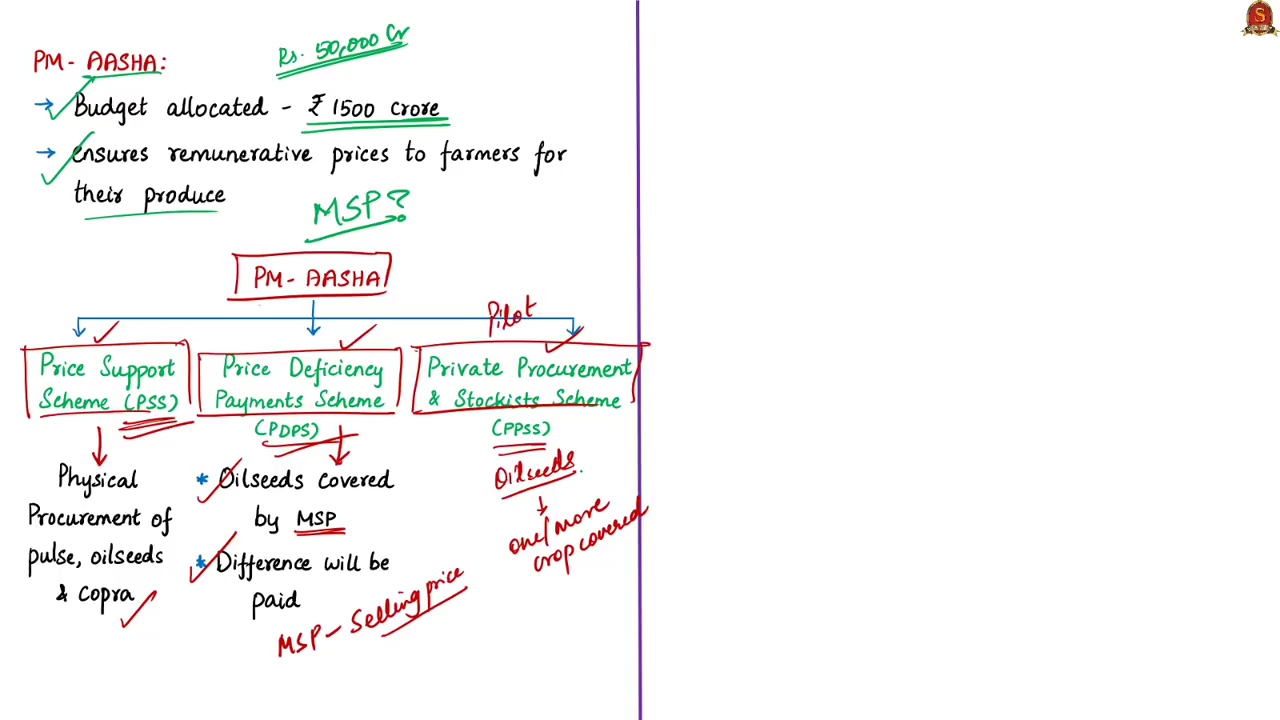 Rs. 50,000 Cr
PM- AASHA:
→ Budget allocated - ₹ 1500 crore
→ ensures remunerative prices to farmers for
their produce
MSP?
PM- AASHA
Pilot
Price Support
Scheme (PSS)
Physical
Procurement of
pulse, oilseeds
& copra
Price Deficiency
Payments Scheme
(PDPS)
* Oilseeds covered
by MSP
* Difference will be
paid
MSP - Selling price
Private Procurement
& Stockists Scheme
(PPSS)
Oilseeds
one/more
crop covered
S